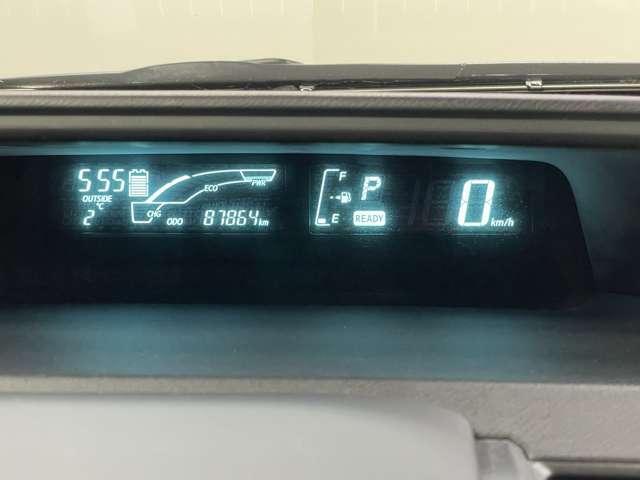 555
OUTSIDE
2 °C
ECO
PWR
CHG
ODO 87864 km
F
E
P
READY
0 km/h